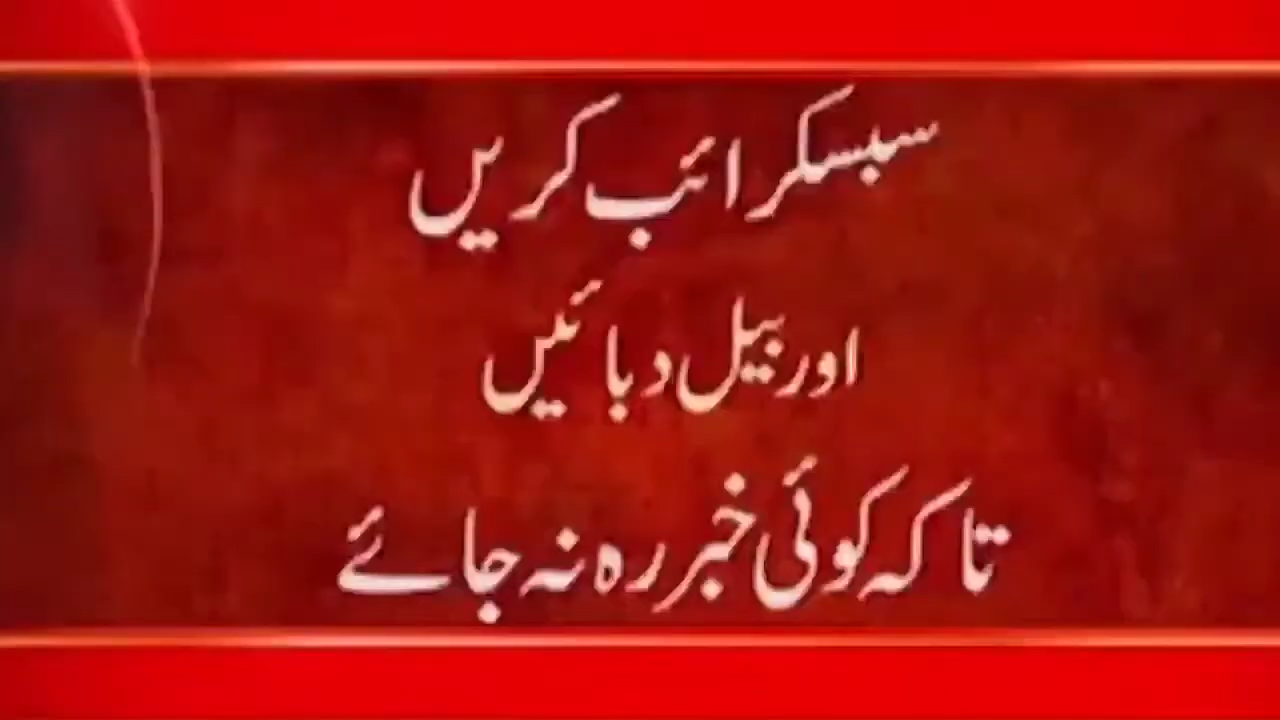 سبسکرائب کریں
اور بیل دبائیں
تاکہ کوئی خبر رہ نہ جائے